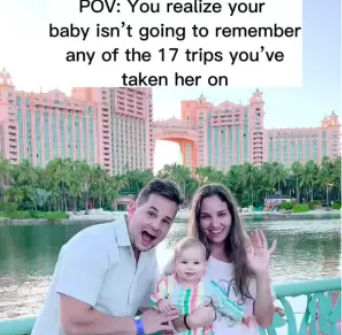 POV: You realize your
baby isn't going to remember
any of the 17 trips you've
taken her on